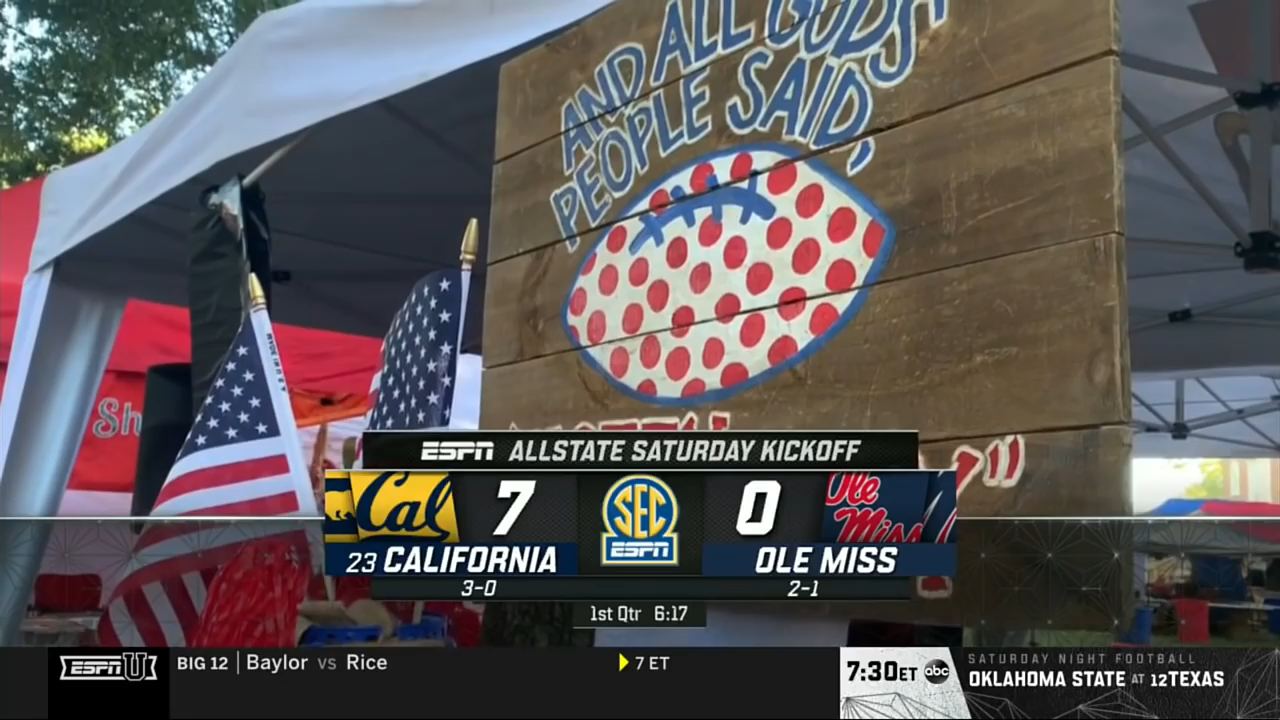 AND ALL GOD'S
PEOPLE SAID,
Sh
ESPN ALLSTATE SATURDAY KICKOFF
Cal 7 SEC ESPN 0 Ole Miss
23 CALIFORNIA OLE MISS
3-0 2-1
1st Qtr 6:17
ESPNU BIG 12 Baylor vs Rice 7 ET
7:30ET abc SATURDAY NIGHT FOOTBALL
OKLAHOMA STATE AT 12TEXAS